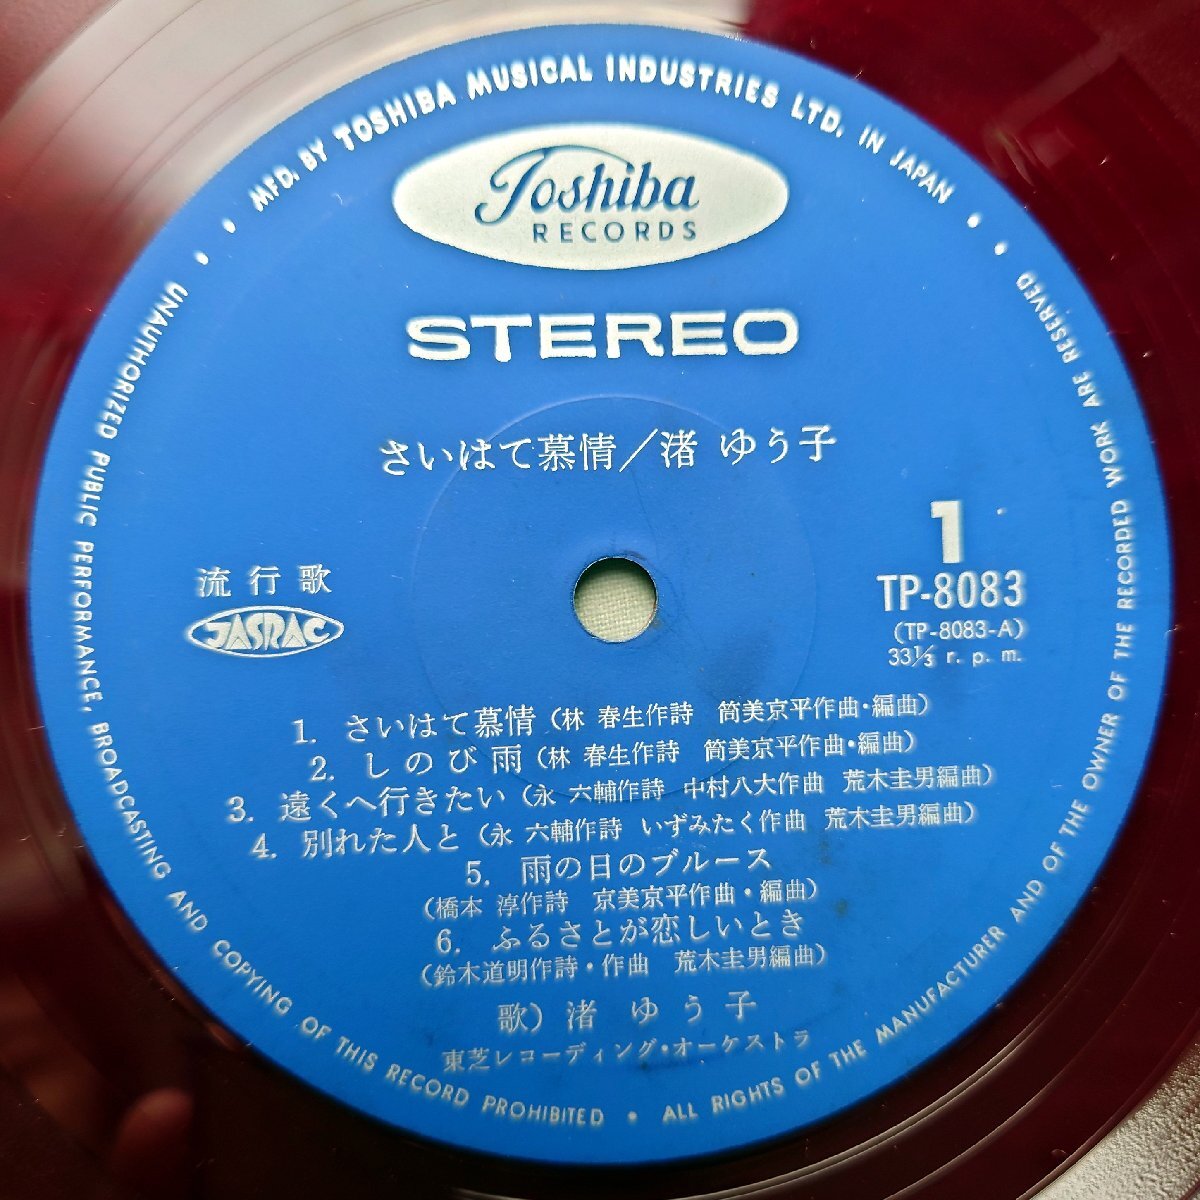 MFD. BY TOSHIBA MUSICAL INDUSTRIES LTD. IN JAPAN
Toshiba
RECORDS
STEREO
さいはて慕情／渚 ゆう子
1
流行歌
TP-8083
JASRAC
(TP-8083-A)
33⅓ r. p. m.
1. さいはて慕情 (林 春生作詩 筒美京平作曲・編曲)
2. しのび雨 (林 春生作詩 筒美京平作曲・編曲)
3. 遠くへ行きたい (永 六輔作詩 中村八大作曲 荒木圭男編曲)
4. 別れた人と (永 六輔作詩 いずみたく作曲 荒木圭男編曲)
5. 雨の日のブルース
(橋本 淳作詩 京美京平作曲・編曲)
6. ふるさとが恋しいとき
(鈴木道明作詩・作曲 荒木圭男編曲)
歌) 渚 ゆう子
東芝レコーディング・オーケストラ
UNAUTHORIZED PUBLIC PERFORMANCE, BROADCASTING AND COPYING OF THIS RECORD PROHIBITED • ALL RIGHTS OF THE MANUFACTURER AND OF THE OWNER OF THE RECORDED WORK ARE RESERVED